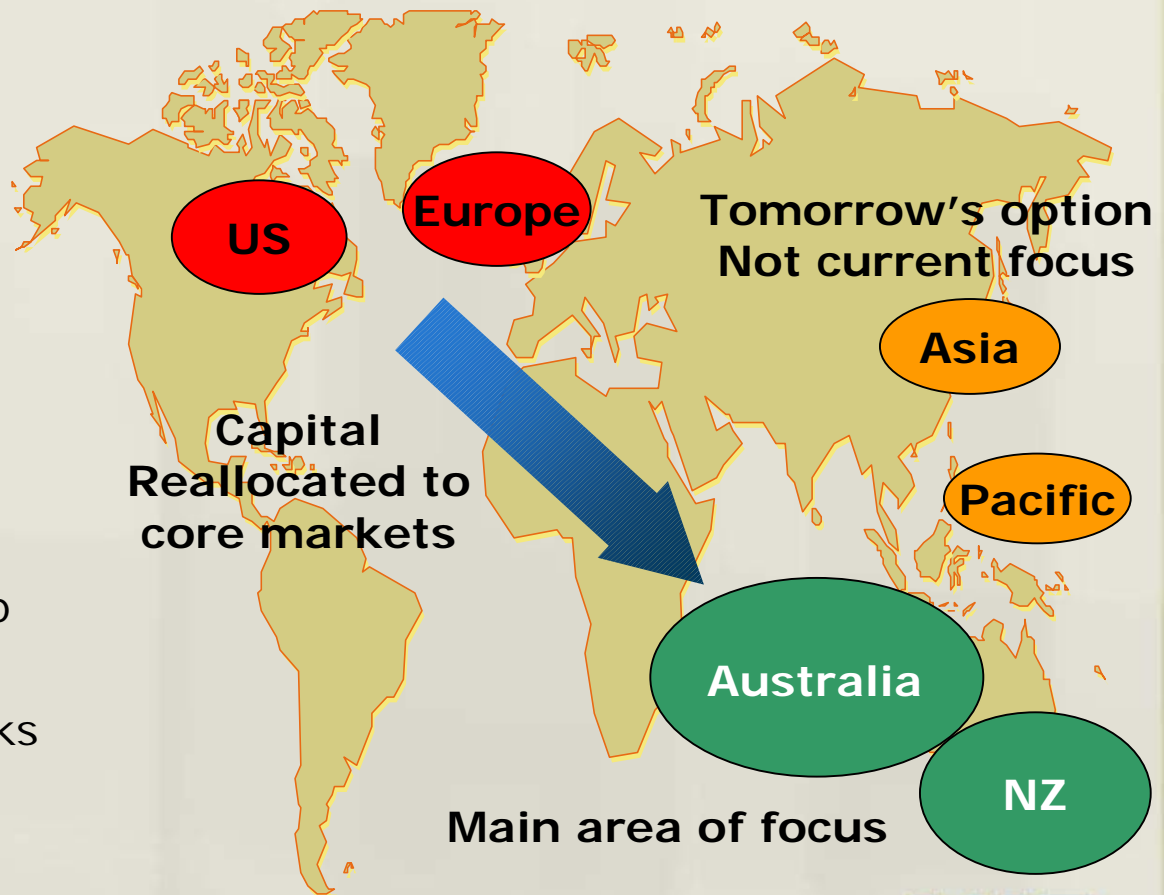 US
Europe
Tomorrow's option
Not current focus
Asia
Capital
Reallocated to
core markets
Pacific
Australia
NZ
Main area of focus